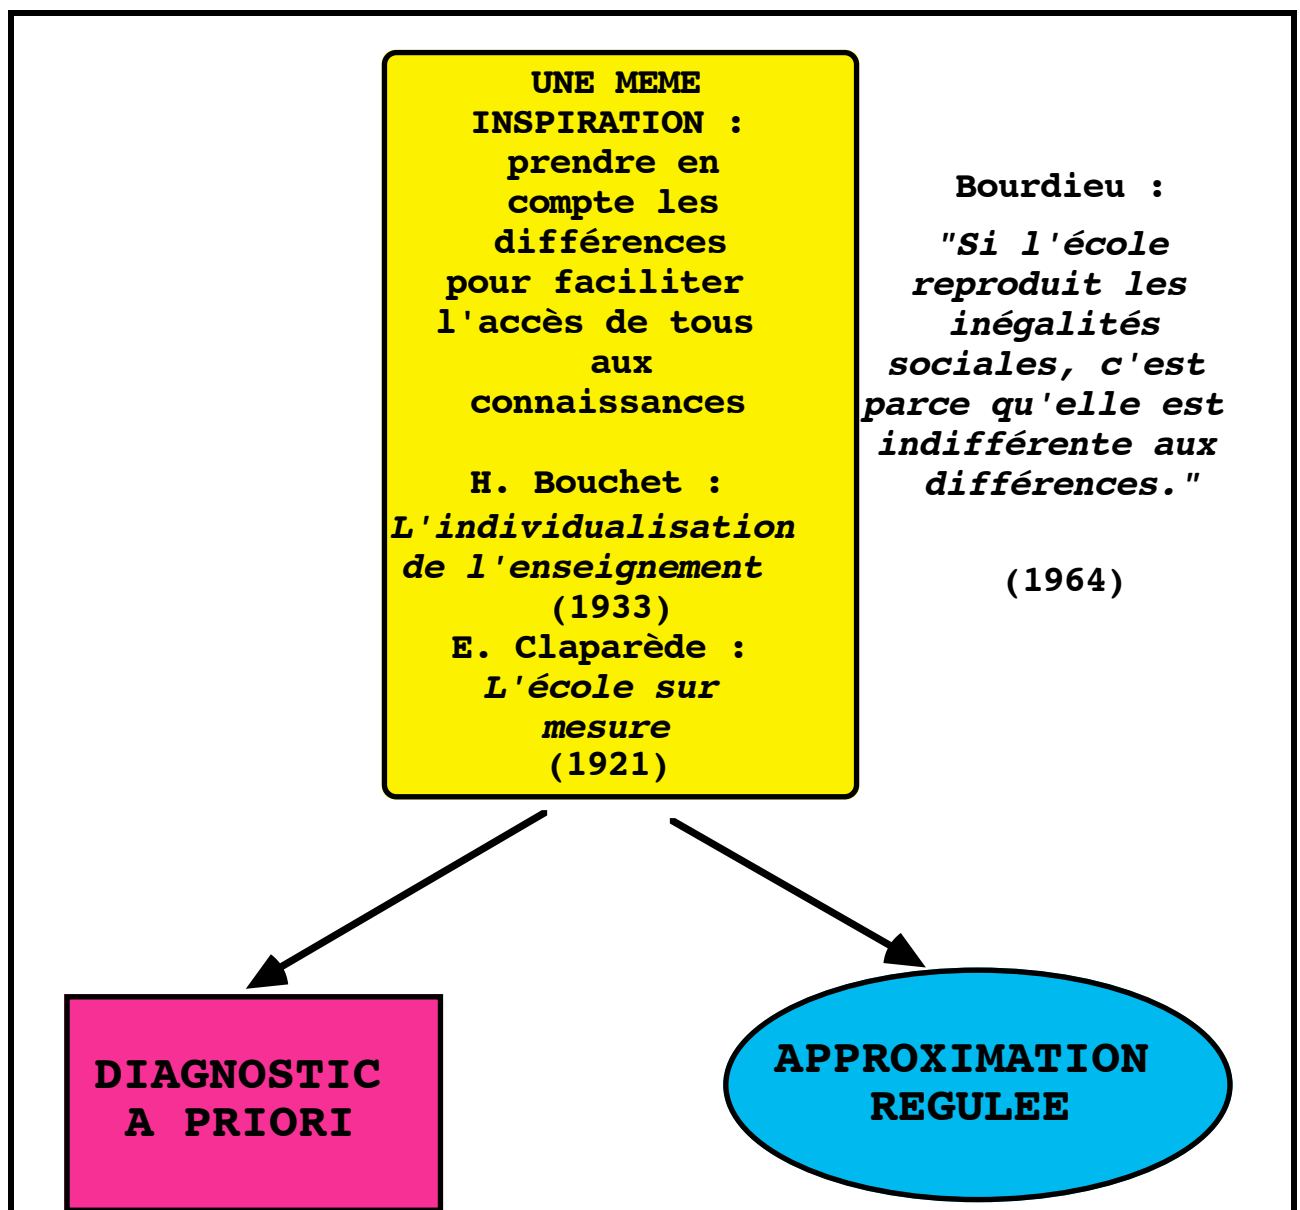 UNE MEME
INSPIRATION :
prendre en
compte les
différences
pour faciliter
l'accès de tous
aux
connaissances
H. Bouchet :
L'individualisation
de l'enseignement
(1933)
E. Claparède :
L'école sur
mesure
(1921)
Bourdieu :
"Si l'école
reproduit les
inégalités
sociales, c'est
parce qu'elle est
indifférente aux
différences."
(1964)
DIAGNOSTIC
A PRIORI
APPROXIMATION
REGULEE